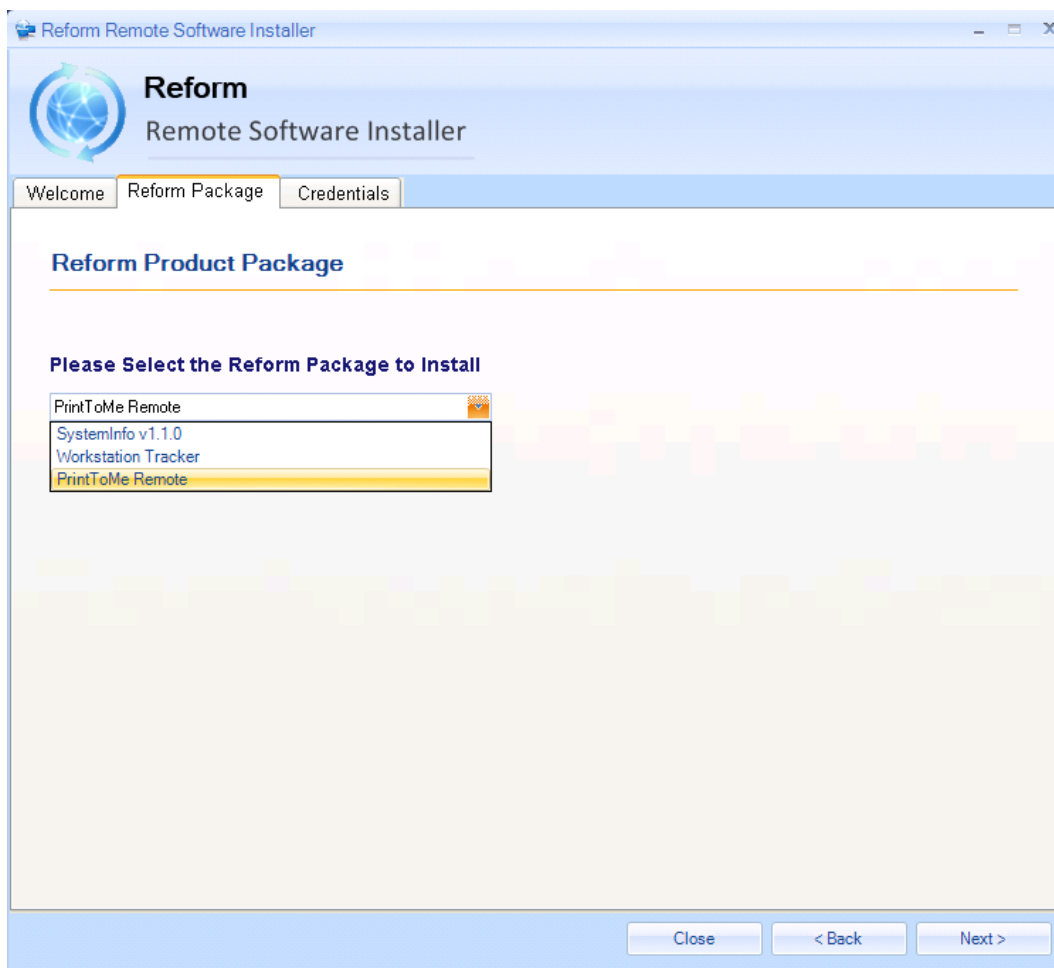 Reform Remote Software Installer
Reform
Remote Software Installer
Welcome Reform Package Credentials
Reform Product Package
Please Select the Reform Package to Install
PrintToMe Remote
SystemInfo v1.1.0
Workstation Tracker
PrintToMe Remote
Close < Back Next >